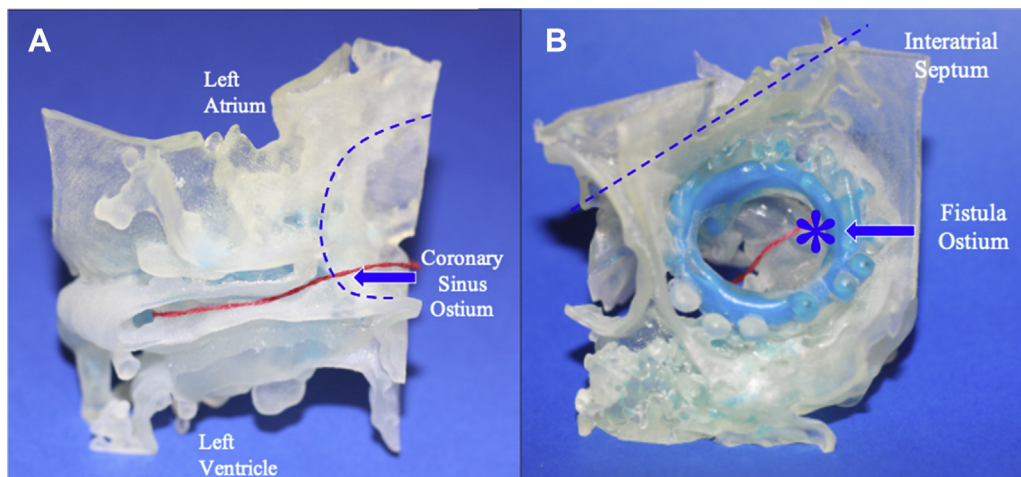 A
Left
Atrium
Coronary
Sinus
Ostium
Left
Ventricle
B
Interatrial
Septum
Fistula
Ostium